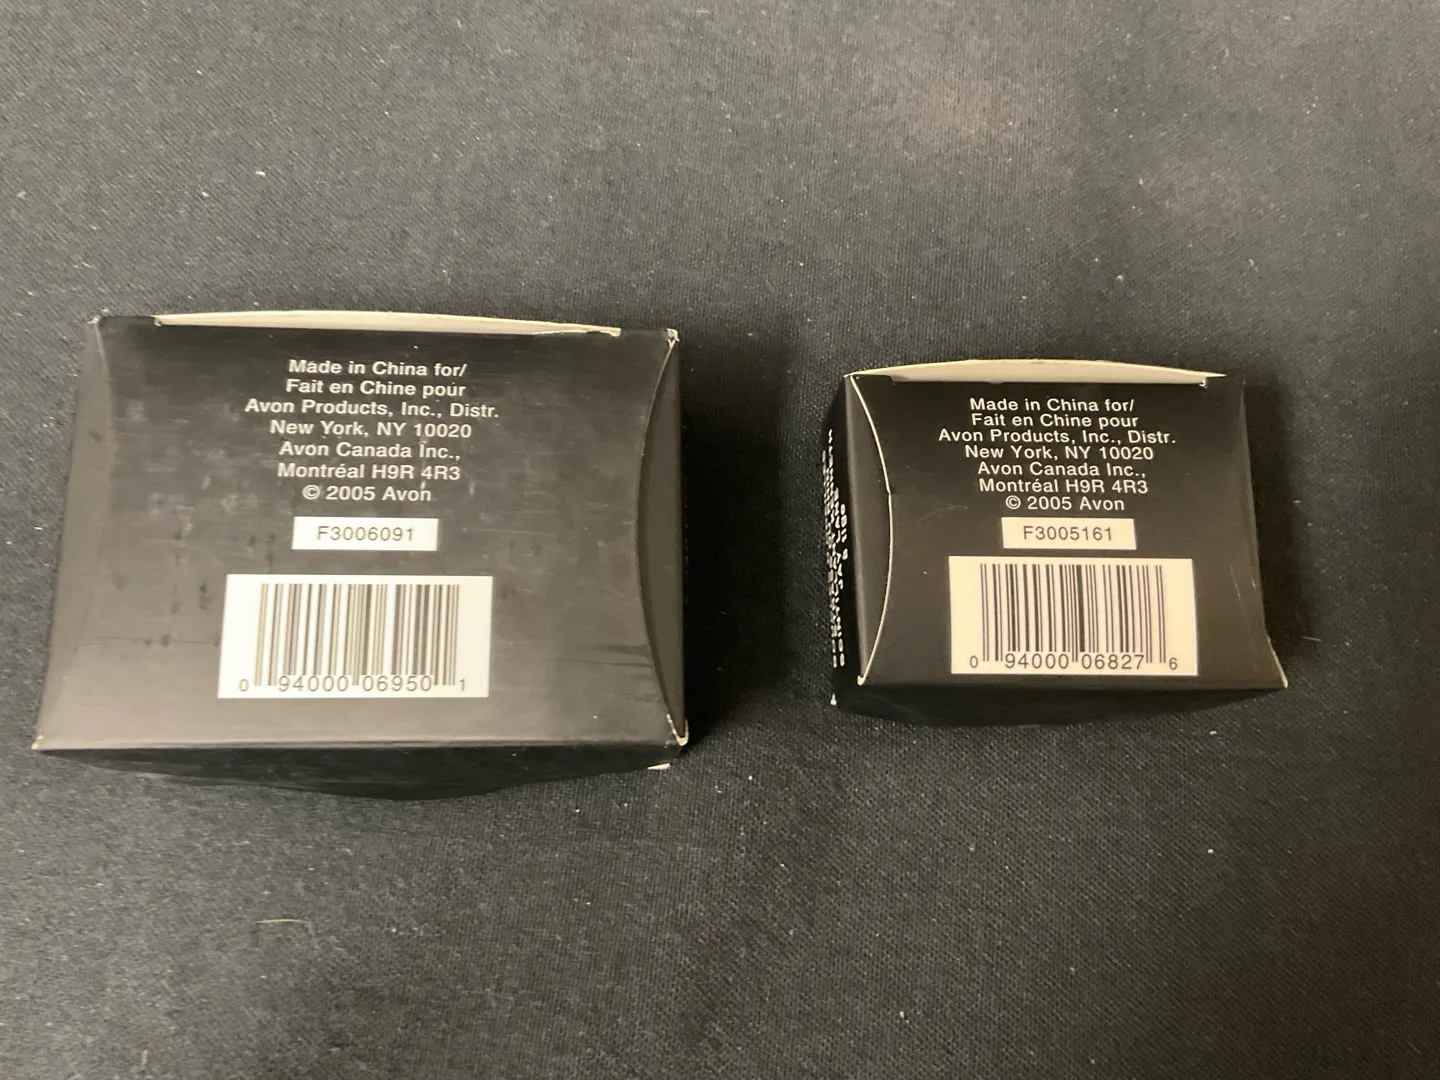 Made in China for/
Fait en Chine pour
Avon Products, Inc., Distr.
New York, NY 10020
Avon Canada Inc.,
Montréal H9R 4R3
© 2005 Avon
F3006091
0 94000 06950 1
Made in China for/
Fait en Chine pour
Avon Products, Inc., Distr.
New York, NY 10020
Avon Canada Inc.,
Montréal H9R 4R3
© 2005 Avon
F3005161
0 94000 06827 6